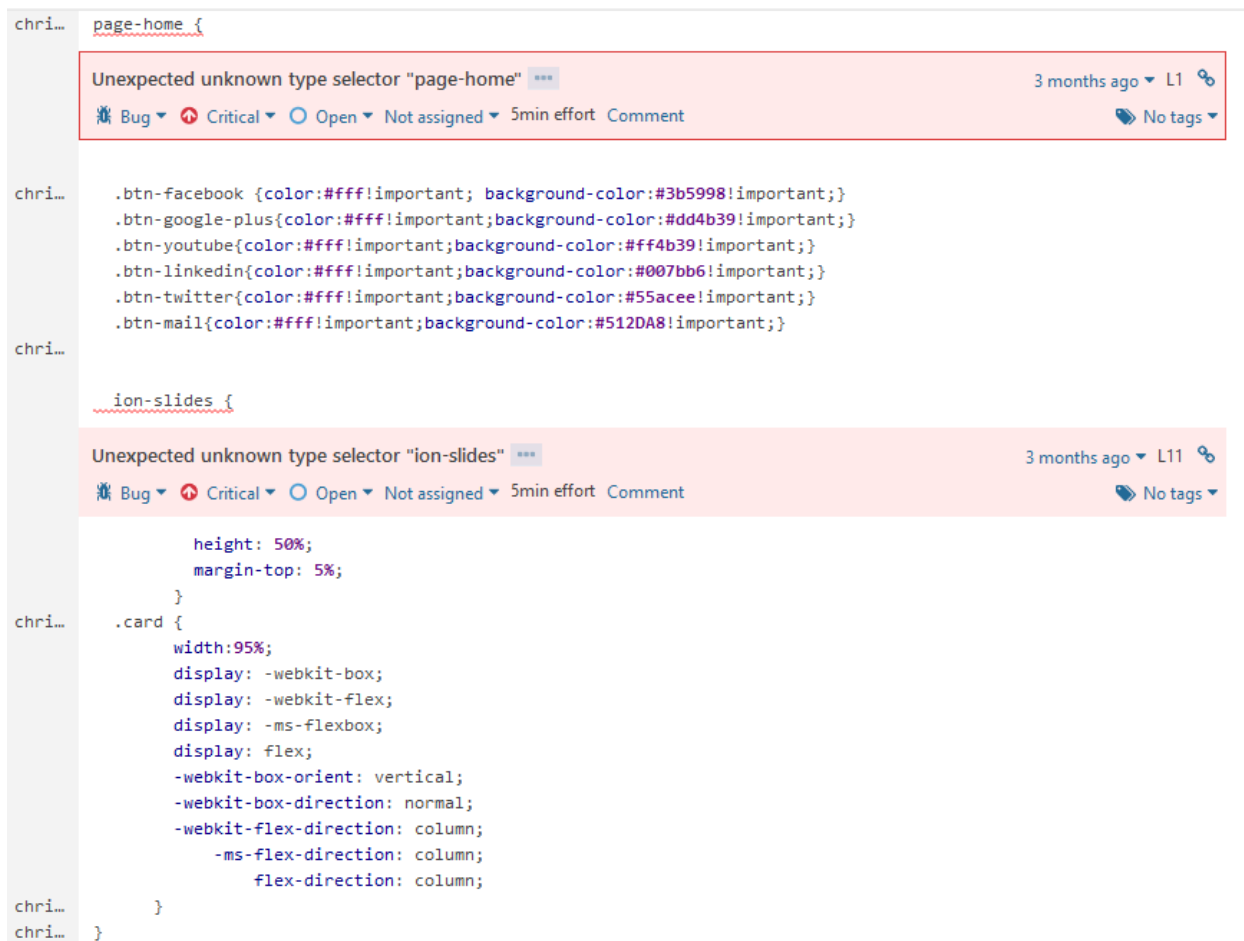 chri… page-home {
Unexpected unknown type selector "page-home" ··· 3 months ago L1
Bug Critical Open Not assigned 5min effort Comment No tags
chri… .btn-facebook {color:#fff!important; background-color:#3b5998!important;}
.btn-google-plus{color:#fff!important;background-color:#dd4b39!important;}
.btn-youtube{color:#fff!important;background-color:#ff4b39!important;}
.btn-linkedin{color:#fff!important;background-color:#007bb6!important;}
.btn-twitter{color:#fff!important;background-color:#55acee!important;}
.btn-mail{color:#fff!important;background-color:#512DA8!important;}
chri…
ion-slides {
Unexpected unknown type selector "ion-slides" ··· 3 months ago L11
Bug Critical Open Not assigned 5min effort Comment No tags
height: 50%;
margin-top: 5%;
}
chri… .card {
width:95%;
display: -webkit-box;
display: -webkit-flex;
display: -ms-flexbox;
display: flex;
-webkit-box-orient: vertical;
-webkit-box-direction: normal;
-webkit-flex-direction: column;
-ms-flex-direction: column;
flex-direction: column;
chri… }
chri… }